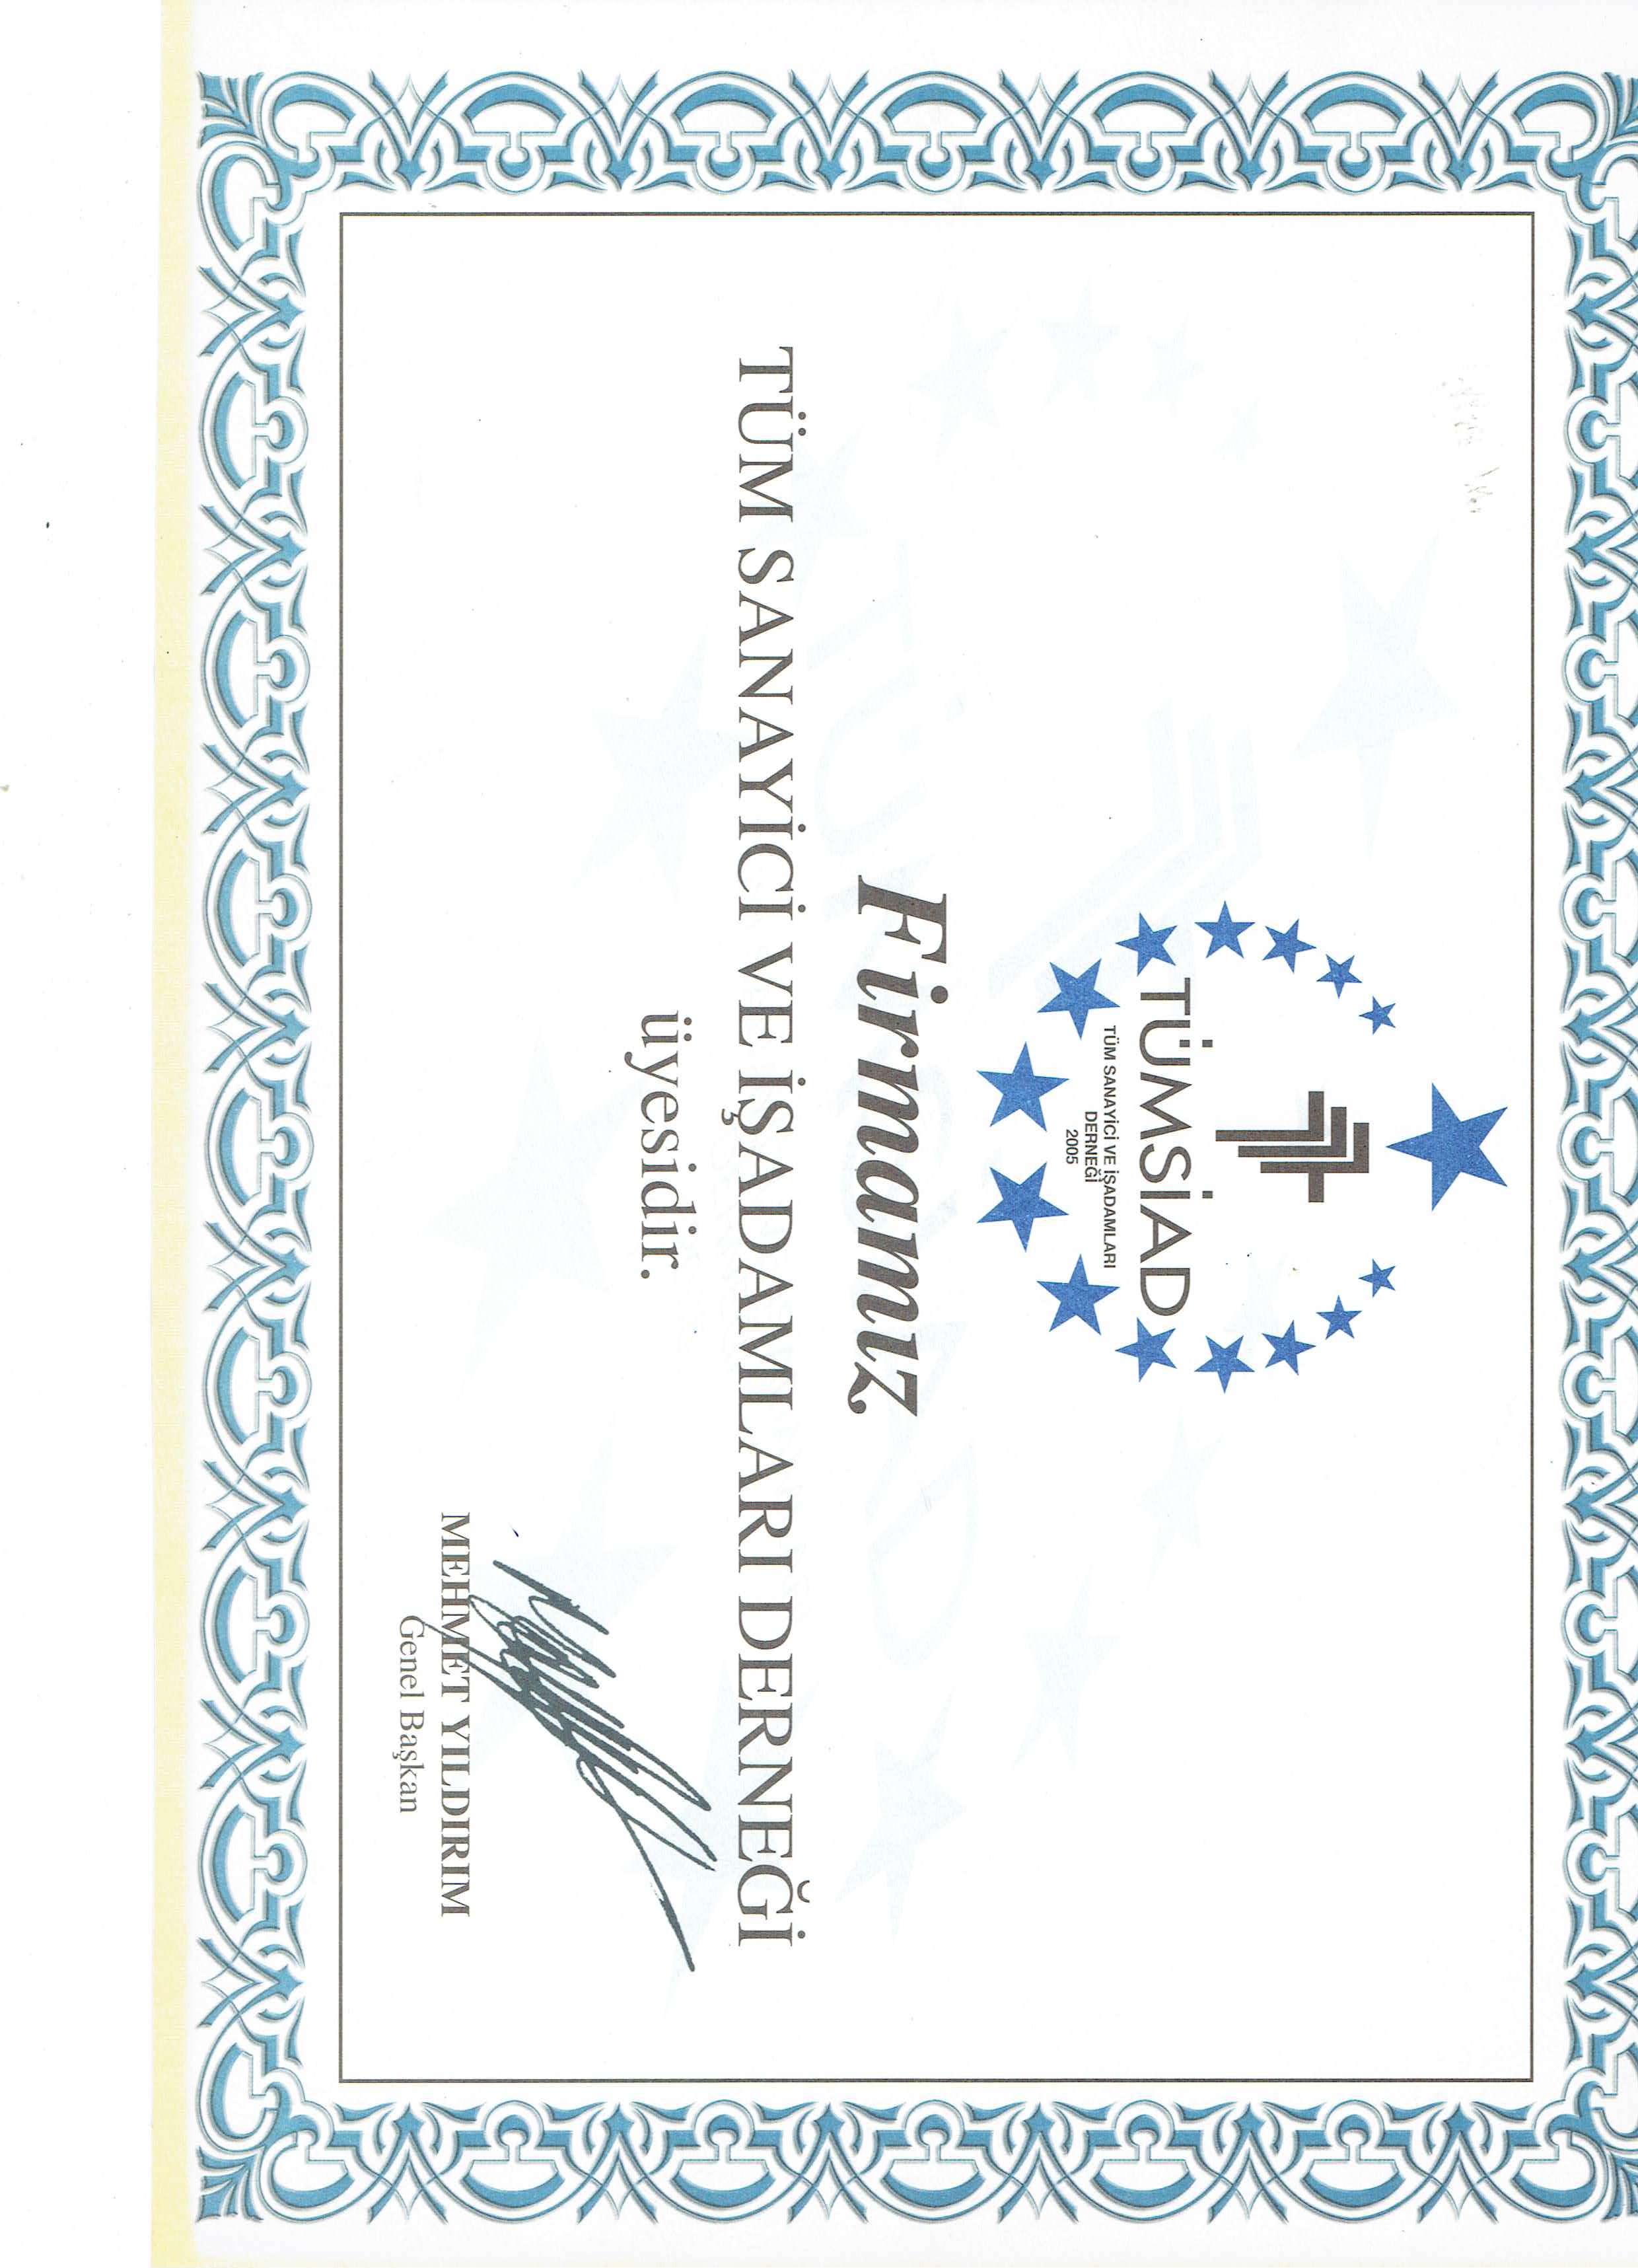 TÜMSİAD
TÜM SANAYİCİ VE İŞADAMLARI
DERNEĞİ
2005
Firmamız
TÜM SANAYİCİ VE İŞADAMLARI DERNEĞİ
üyesidir.
MEHMET YILDIRIM
Genel Başkan